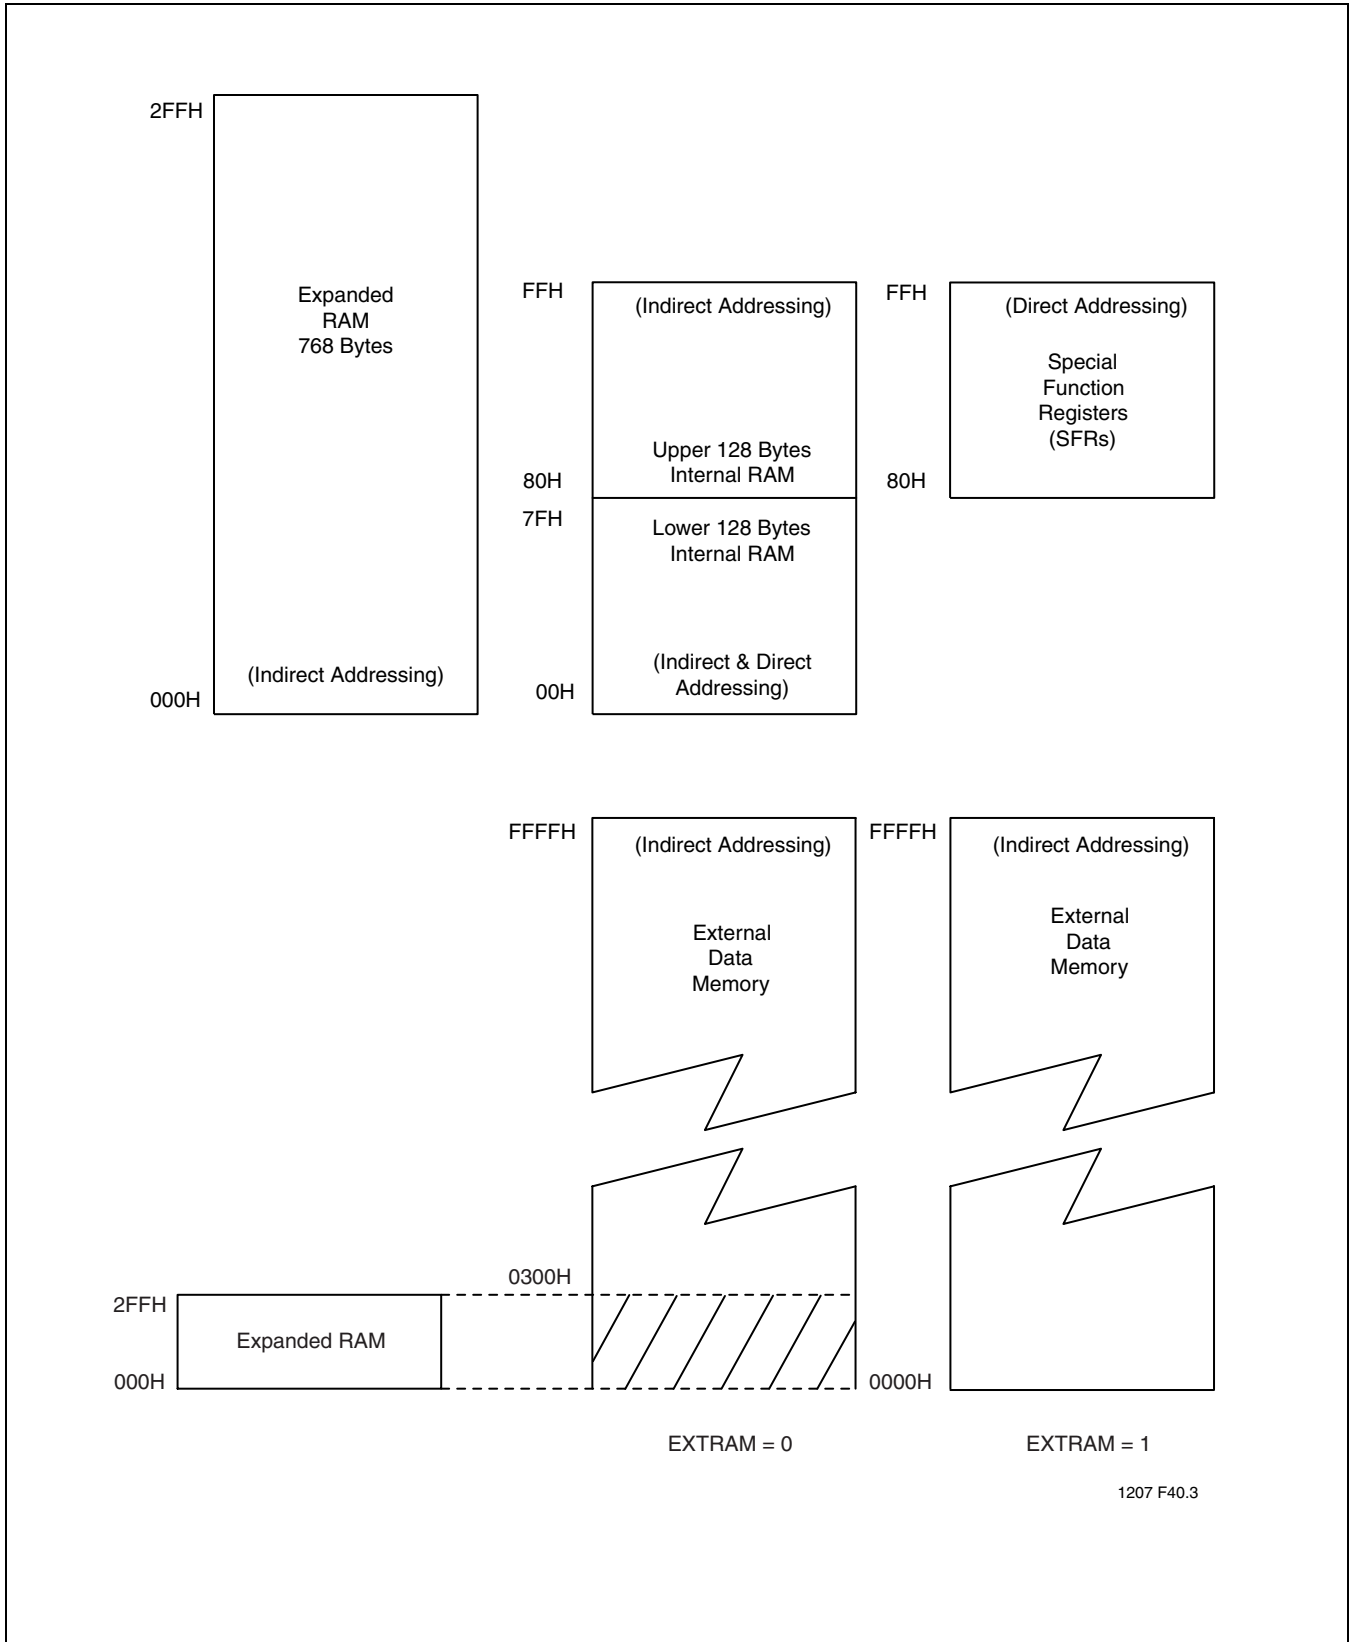 2FFH
Expanded
RAM
768 Bytes
(Indirect Addressing)
000H
FFH
(Indirect Addressing)
Upper 128 Bytes
Internal RAM
80H
7FH
Lower 128 Bytes
Internal RAM
(Indirect & Direct
Addressing)
00H
FFH
(Direct Addressing)
Special
Function
Registers
(SFRs)
80H
FFFFH
(Indirect Addressing)
External
Data
Memory
FFFFH
(Indirect Addressing)
External
Data
Memory
0300H
2FFH
Expanded RAM
000H
0000H
EXTRAM = 0
EXTRAM = 1
1207 F40.3